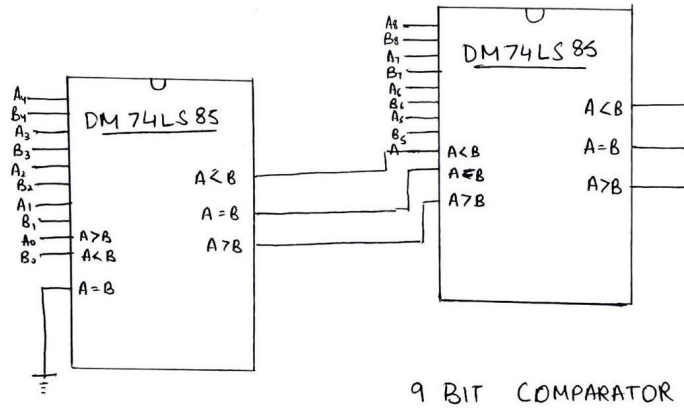 A8
B8
A7
B7
A6
B6
A5
B5
A
DM74LS85
A<B
A=B
A>B
A<B
A=B
A>B
A4
B4
A3
B3
A2
B2
A1
B1
A0
B0
DM74LS85
A>B
A<B
A=B
A<B
A=B
A>B
9 BIT COMPARATOR